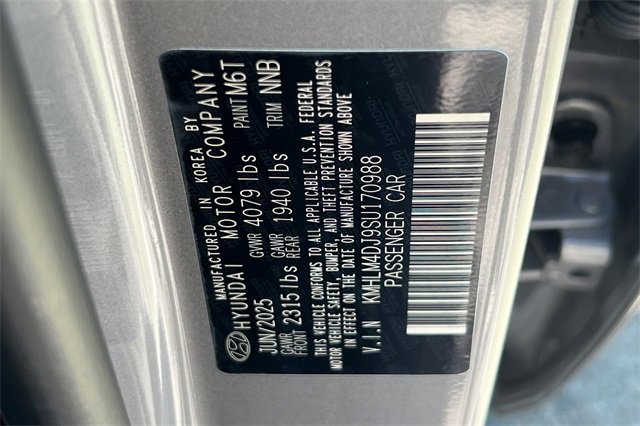 MANUFACTURED IN KOREA BY
HYUNDAI MOTOR COMPANY
JUN/2025 GVWR 4079 lbs PAINT M6T
GAWR FRONT 2315 lbs GAWR REAR 1940 lbs TRIM NNB
THIS VEHICLE CONFORMS TO ALL APPLICABLE U.S.A. FEDERAL
MOTOR VEHICLE SAFETY, BUMPER, AND THEFT PREVENTION STANDARDS
IN EFFECT ON THE DATE OF MANUFACTURE SHOWN ABOVE
V.I.N KMHLM4DJ9SU170988
PASSENGER CAR